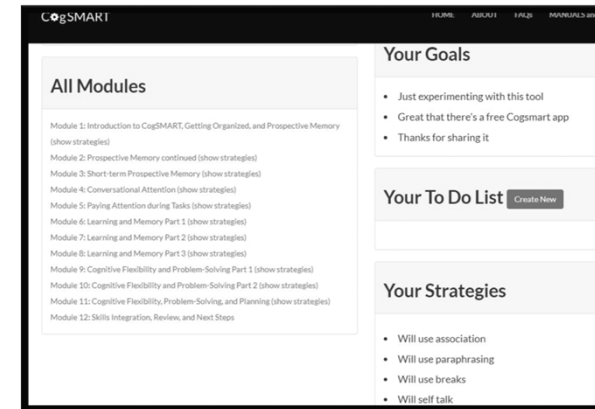 CogSMART
HOME ABOUT FAQs MANUALS and
All Modules
Module 1: Introduction to CogSMART, Getting Organized, and Prospective Memory
(show strategies)
Module 2: Prospective Memory continued (show strategies)
Module 3: Short-term Prospective Memory (show strategies)
Module 4: Conversational Attention (show strategies)
Module 5: Paying Attention during Tasks (show strategies)
Module 6: Learning and Memory Part 1 (show strategies)
Module 7: Learning and Memory Part 2 (show strategies)
Module 8: Learning and Memory Part 3 (show strategies)
Module 9: Cognitive Flexibility and Problem-Solving Part 1 (show strategies)
Module 10: Cognitive Flexibility and Problem-Solving Part 2 (show strategies)
Module 11: Cognitive Flexibility, Problem-Solving, and Planning (show strategies)
Module 12: Skills Integration, Review, and Next Steps
Your Goals
• Just experimenting with this tool
• Great that there's a free Cogsmart app
• Thanks for sharing it
Your To Do List Create New
Your Strategies
• Will use association
• Will use paraphrasing
• Will use breaks
• Will self talk